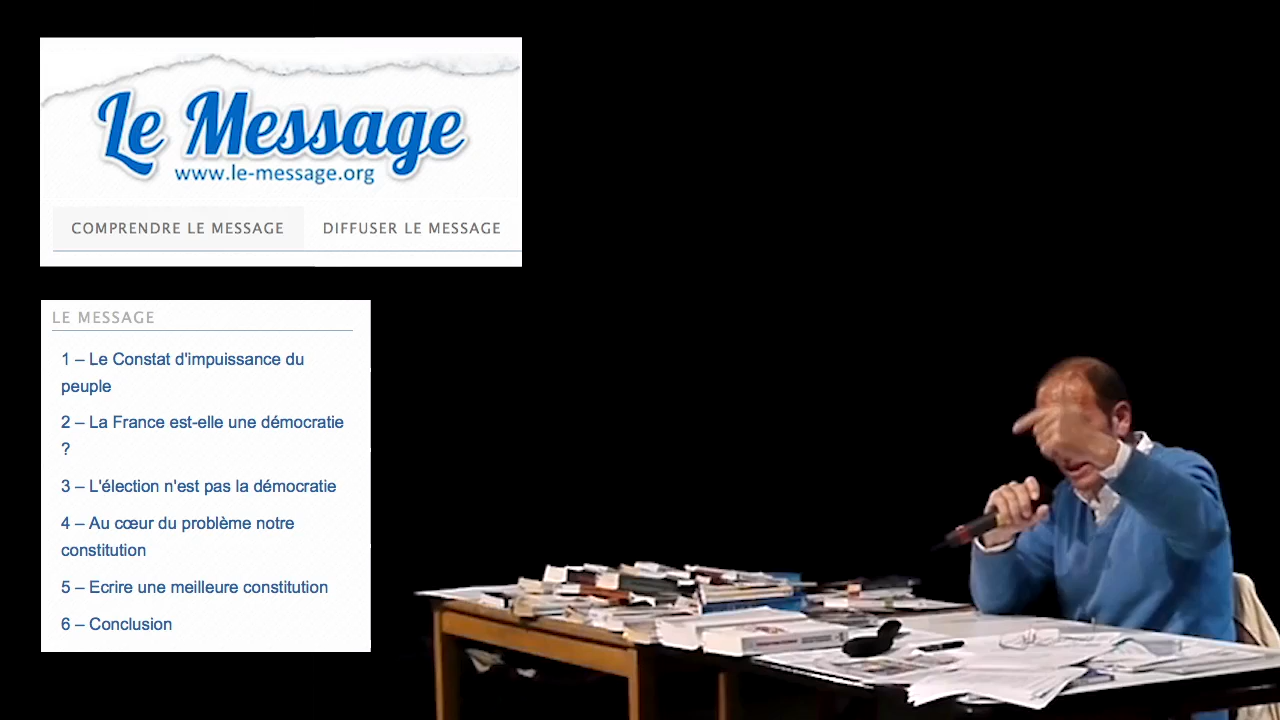 Le Message
www.le-message.org
COMPRENDRE LE MESSAGE DIFFUSER LE MESSAGE
LE MESSAGE
1 – Le Constat d'impuissance du
peuple
2 – La France est-elle une démocratie
?
3 – L'élection n'est pas la démocratie
4 – Au cœur du problème notre
constitution
5 – Ecrire une meilleure constitution
6 – Conclusion